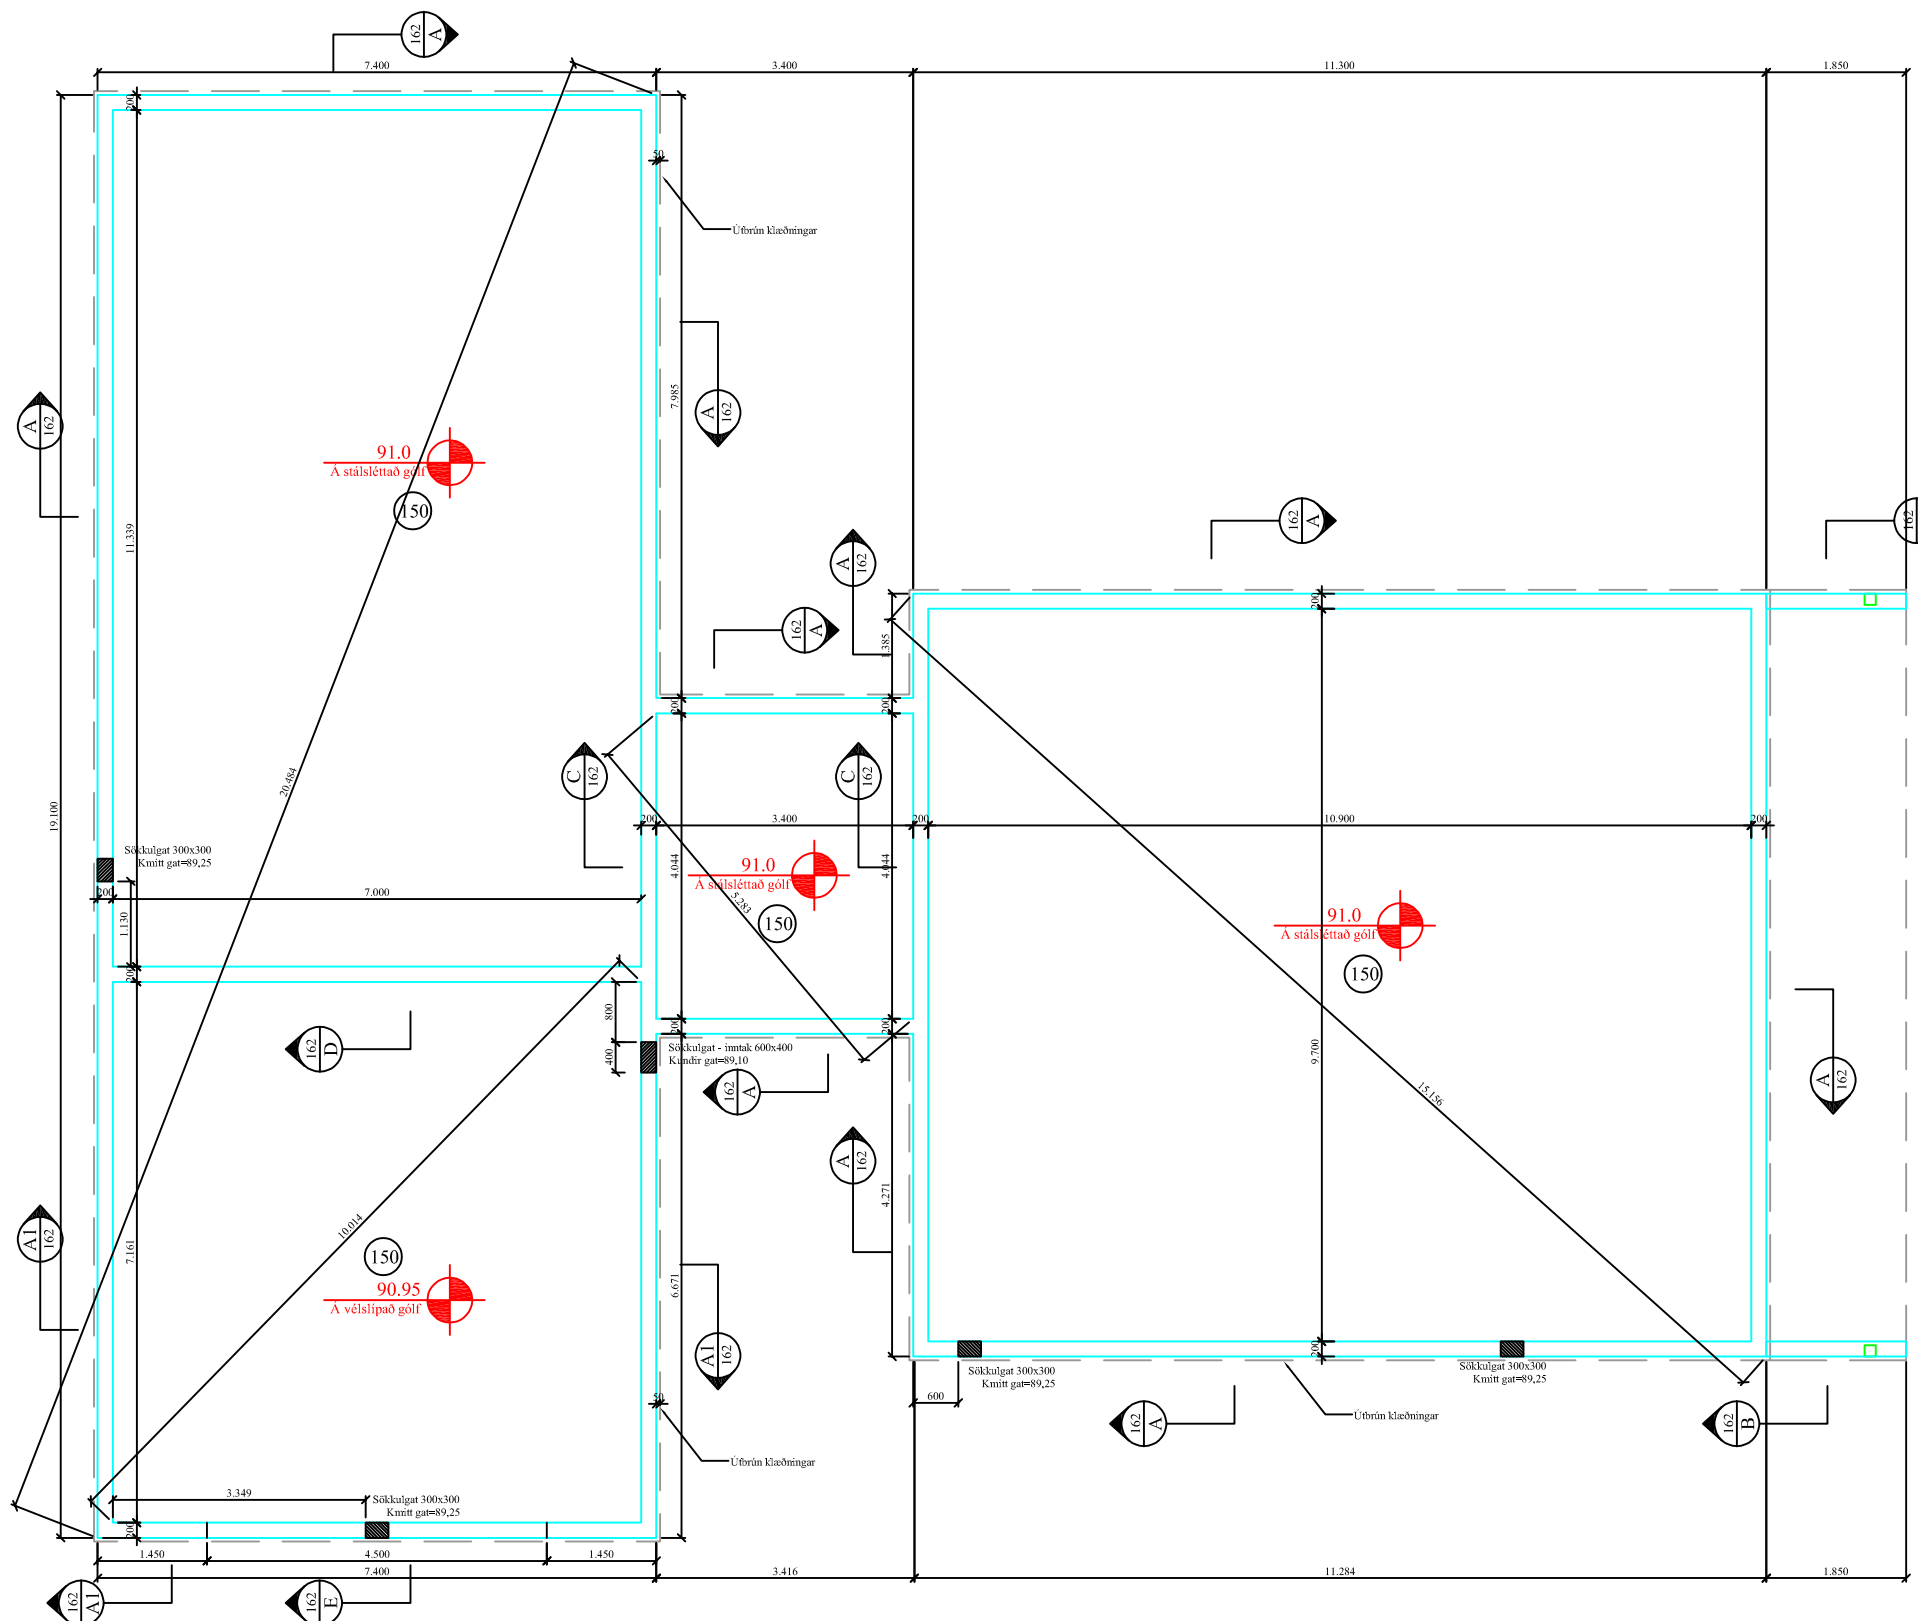 162
A
7.400
3.400
11.300
1.850
200
50
Útbrún klæðningar
7.985
A
162
A
162
91.0
Á stálsléttað gólf
150
11.339
162
A
162
A
162
162
A
200
1.385
200
200
C
162
C
162
20.484
19.100
200
3.400
200
10.900
200
Sökkulgat 300x300
Kmitt gat=89,25
4.044
91.0
Á stálsléttað gólf
4.044
5.283
150
200
7.000
1.130
91.0
Á stálsléttað gólf
150
200
800
400
200
200
Sökkulgat - inntak 600x400
Kundir gat=89,10
162
D
162
A
9.700
A
162
15.156
A
162
4.271
10.014
A1
162
7.161
150
90.95
Á vélslípað gólf
6.671
A1
162
200
Sökkulgat 300x300
Kmitt gat=89,25
Sökkulgat 300x300
Kmitt gat=89,25
600
50
162
A
Útbrún klæðningar
162
B
Útbrún klæðningar
3.349
Sökkulgat 300x300
Kmitt gat=89,25
200
1.450
4.500
1.450
7.400
3.416
11.284
1.850
162
A1
162
E